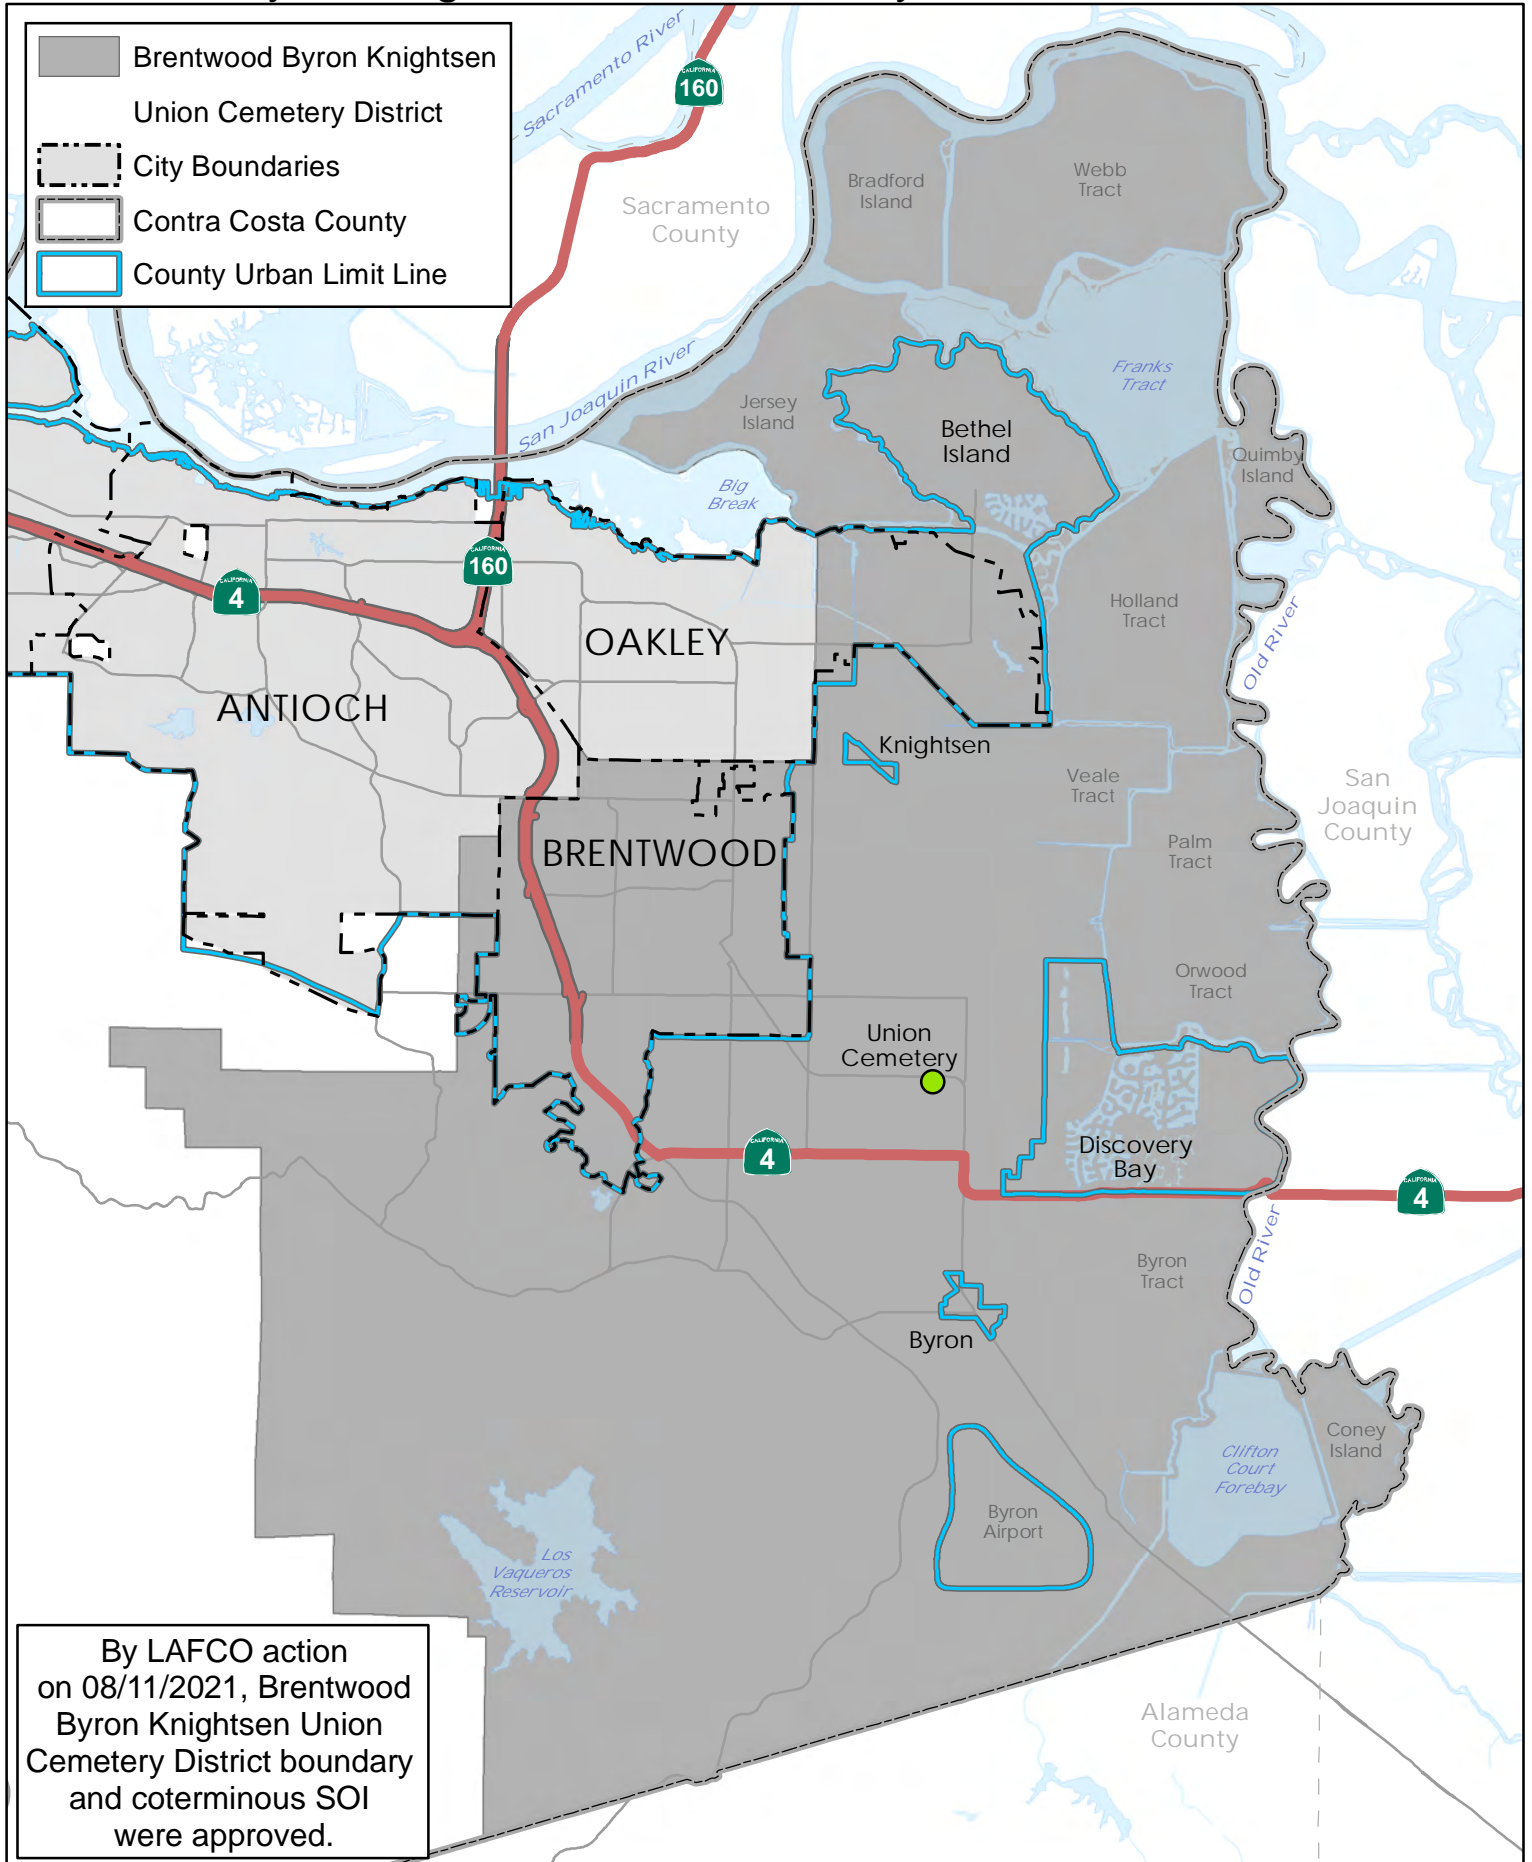 Brentwood Byron Knightsen
Union Cemetery District
City Boundaries
Contra Costa County
County Urban Limit Line
Sacramento River
CALIFORNIA
160
Sacramento
County
Bradford
Island
Webb
Tract
San Joaquin River
Jersey
Island
Bethel
Island
Franks
Tract
Quimby
Island
Big
Break
CALIFORNIA
160
CALIFORNIA
4
OAKLEY
ANTIOCH
Holland
Tract
Old River
Knightsen
Veale
Tract
San
Joaquin
County
BRENTWOOD
Palm
Tract
Orwood
Tract
Union
Cemetery
Discovery
Bay
CALIFORNIA
4
CALIFORNIA
4
Byron
Tract
Old River
Byron
Coney
Island
Clifton
Court
Forebay
Byron
Airport
Los
Vaqueros
Reservoir
Alameda
County
By LAFCO action
on 08/11/2021, Brentwood
Byron Knightsen Union
Cemetery District boundary
and coterminous SOI
were approved.